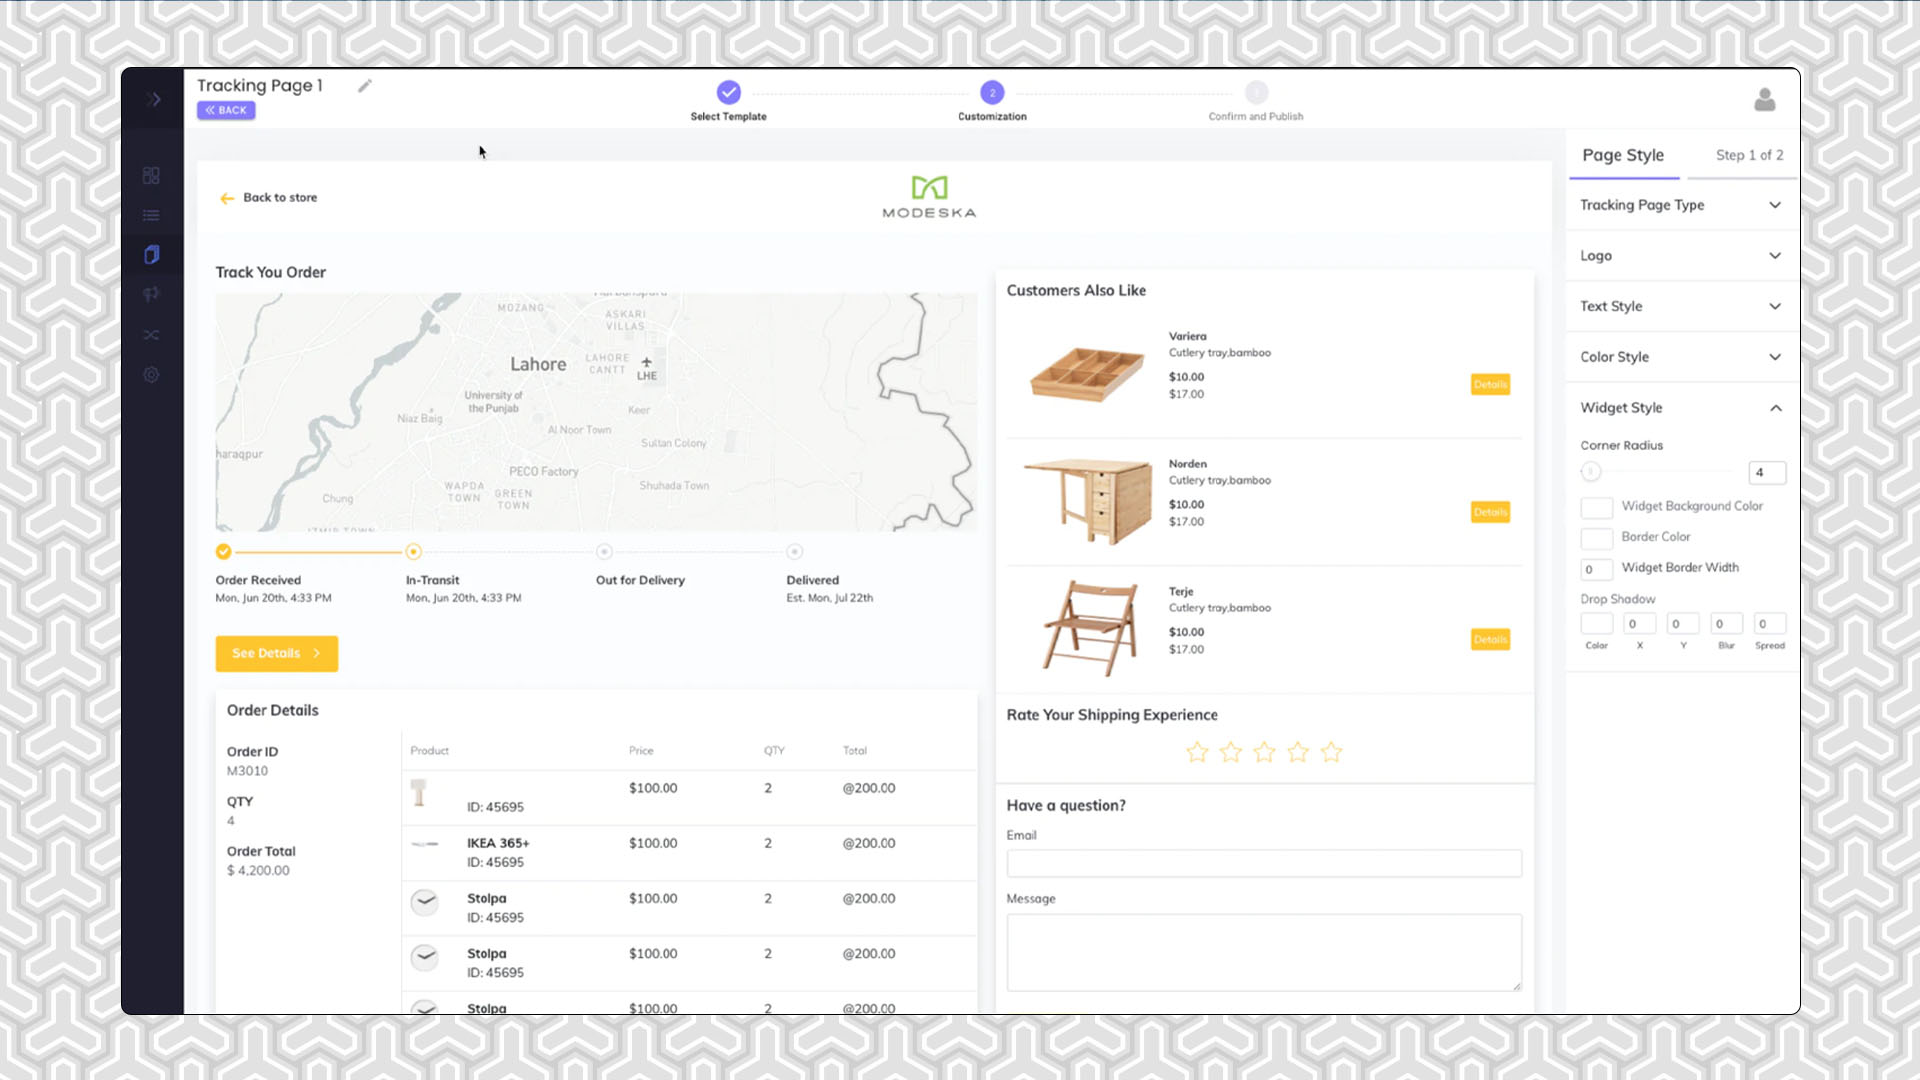 Tracking Page 1
BACK
Select Template
2
Customization
Confirm and Publish
Back to store
MODESKA
Track You Order
MOZANG
ASKARI
VILLAS
Lahore
LAHORE
CANTT
LHE
University of
the Punjab
Niaz Baig
Keer
Al Noor Town
Sultan Colony
haraqpur
PECO Factory
WAPDA
TOWN
GREEN
TOWN
Shuhada Town
Chung
Order Received
Mon, Jun 20th, 4:33 PM
In-Transit
Mon, Jun 20th, 4:33 PM
Out for Delivery
Delivered
Est. Mon, Jul 22th
See Details
Order Details
Order ID
M3010
QTY
4
Order Total
$ 4,200.00
Product Price QTY Total
$100.00 2 @200.00
ID: 45695
IKEA 365+ $100.00 2 @200.00
ID: 45695
Stolpa $100.00 2 @200.00
ID: 45695
Stolpa $100.00 2 @200.00
ID: 45695
Stolpa $100.00 2 @200.00
Customers Also Like
Variera
Cutlery tray,bamboo
$10.00
$17.00
Details
Norden
Cutlery tray,bamboo
$10.00
$17.00
Details
Terje
Cutlery tray,bamboo
$10.00
$17.00
Details
Rate Your Shipping Experience
Have a question?
Email
Message
Page Style
Step 1 of 2
Tracking Page Type
Logo
Text Style
Color Style
Widget Style
Corner Radius
4
Widget Background Color
Border Color
0 Widget Border Width
Drop Shadow
0 0 0 0
Color X Y Blur Spread